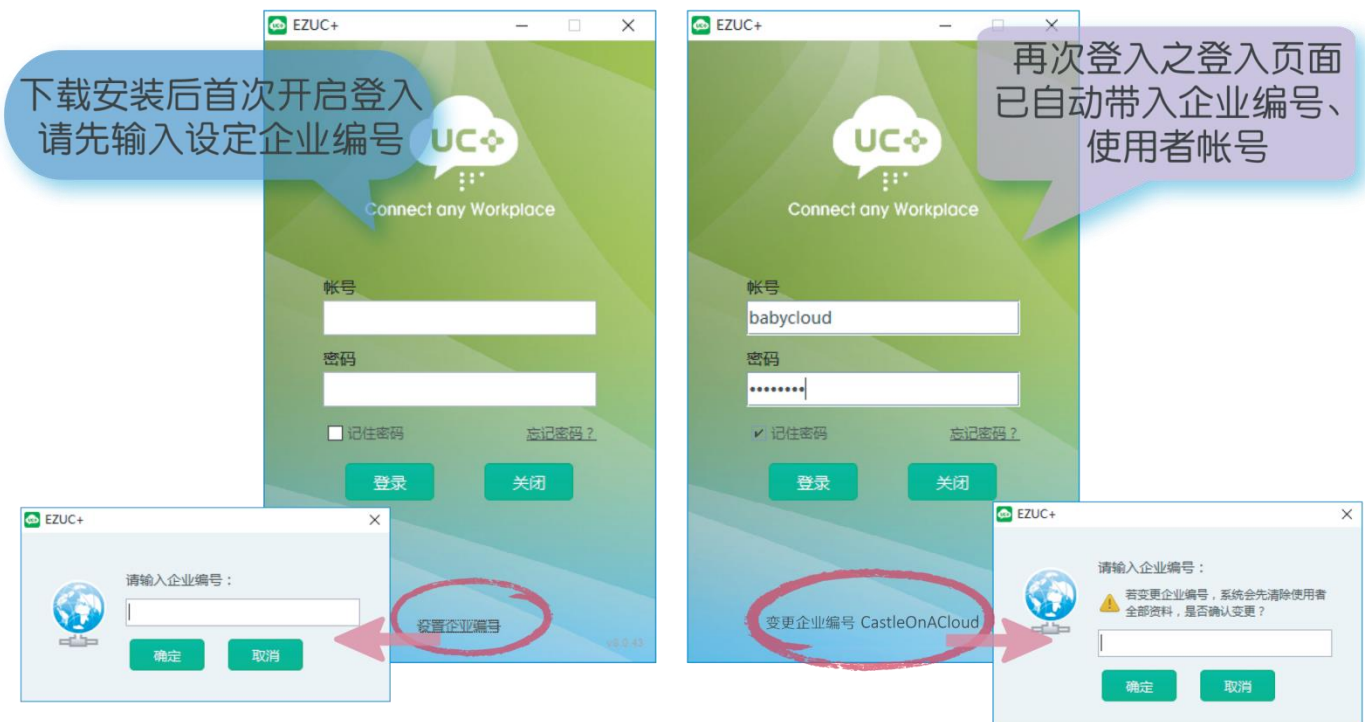 EZUC+
下载安装后首次开启登入
请先输入设定企业编号
UC+
Connect any Workplace
帐号
密码
记住密码
忘记密码？
登录
关闭
设置企业编号
v8.0.43
EZUC+
请输入企业编号：
确定
取消
EZUC+
再次登入之登入页面
已自动带入企业编号、
使用者帐号
UC+
Connect any Workplace
帐号
babycloud
密码
••••••••
记住密码
忘记密码？
登录
关闭
变更企业编号 CastleOnACloud
EZUC+
请输入企业编号：
若变更企业编号，系统会先清除使用者
全部资料，是否确认变更？
确定
取消